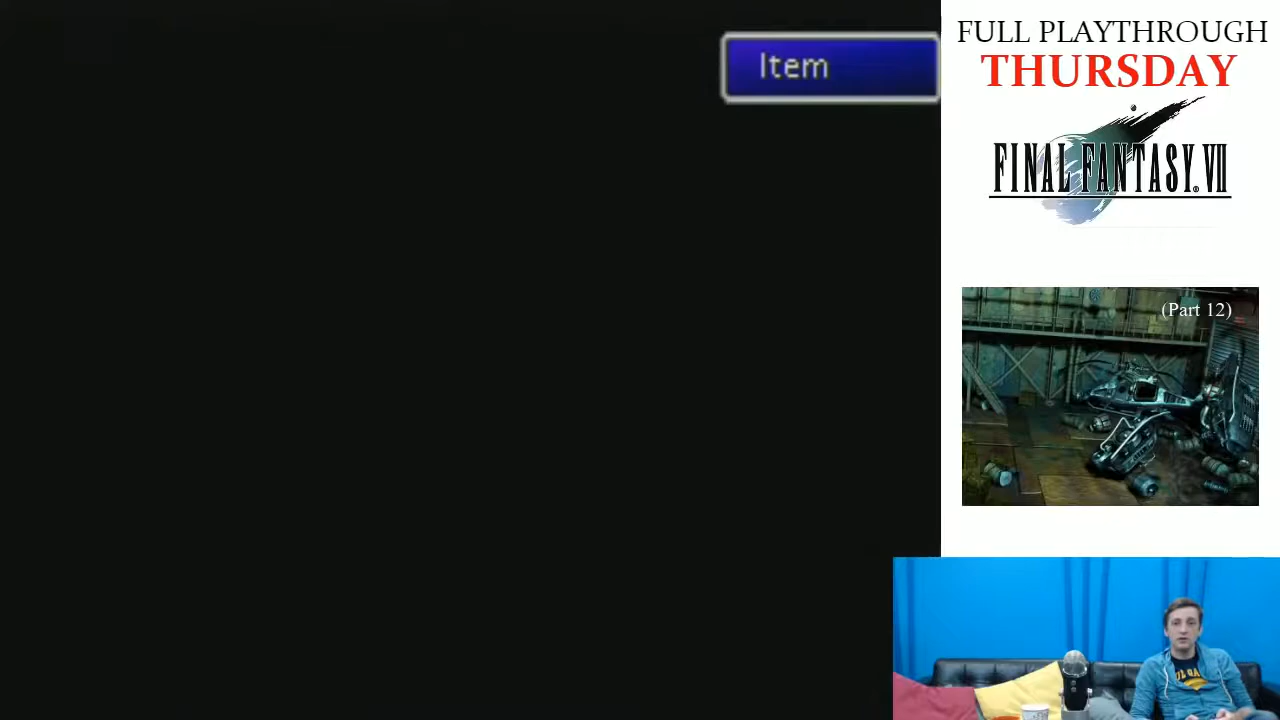 Item
FULL PLAYTHROUGH
THURSDAY
FINAL FANTASY. VII
(Part 12)